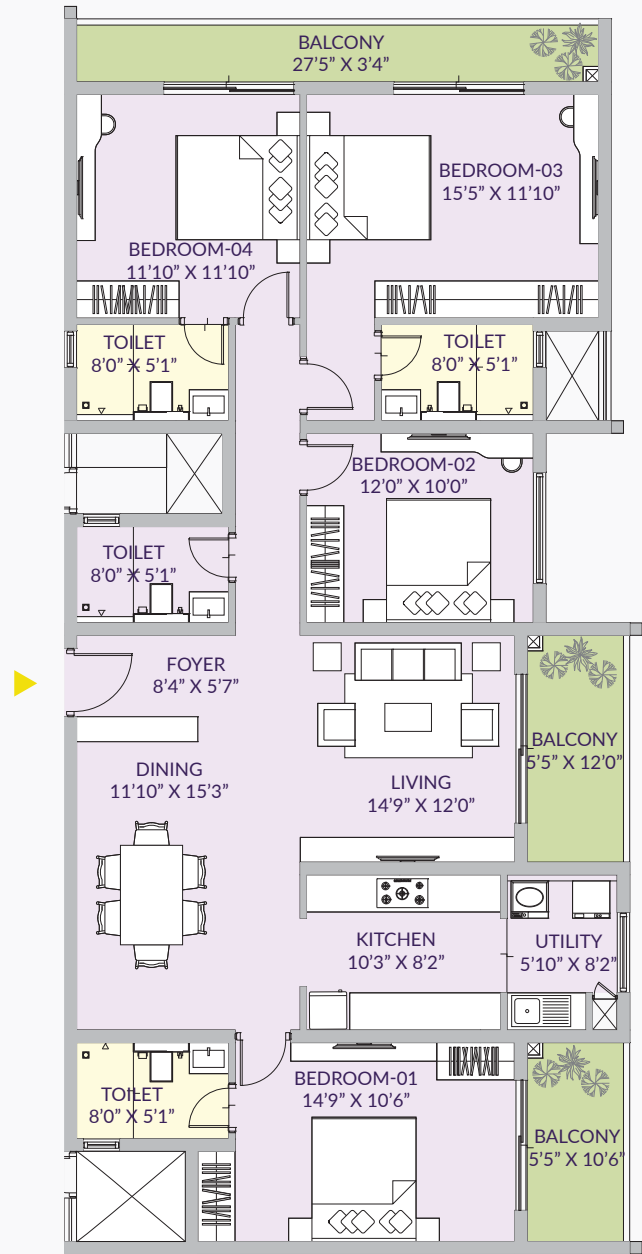 BALCONY
27'5” X 3'4”
BEDROOM-03
15'5” X 11'10”
BEDROOM-04
11'10” X 11'10”
TOILET
8'0” X 5'1”
TOILET
8'0” X 5'1”
BEDROOM-02
12'0” X 10'0”
TOILET
8'0” X 5'1”
FOYER
8'4” X 5'7”
BALCONY
5'5” X 12'0”
DINING
11'10” X 15'3”
LIVING
14'9” X 12'0”
KITCHEN
10'3” X 8'2”
UTILITY
5'10” X 8'2”
BEDROOM-01
14'9” X 10'6”
TOILET
8'0” X 5'1”
BALCONY
5'5” X 10'6”